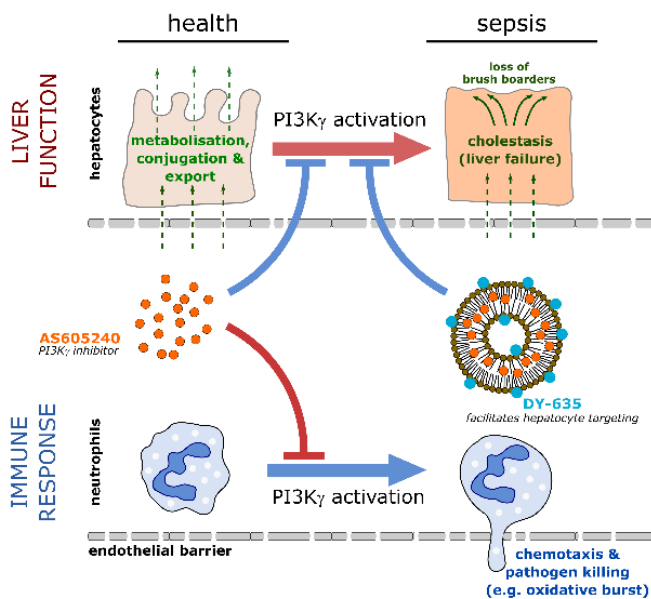 health
sepsis
LIVER
FUNCTION
hepatocytes
metabolisation,
conjugation &
export
PI3Kγ activation
loss of
brush boarders
cholestasis
(liver failure)
AS605240
PI3Kγ inhibitor
DY-635
facilitates hepatocyte targeting
IMMUNE
RESPONSE
neutrophils
PI3Kγ activation
endothelial barrier
chemotaxis &
pathogen killing
(e.g. oxidative burst)